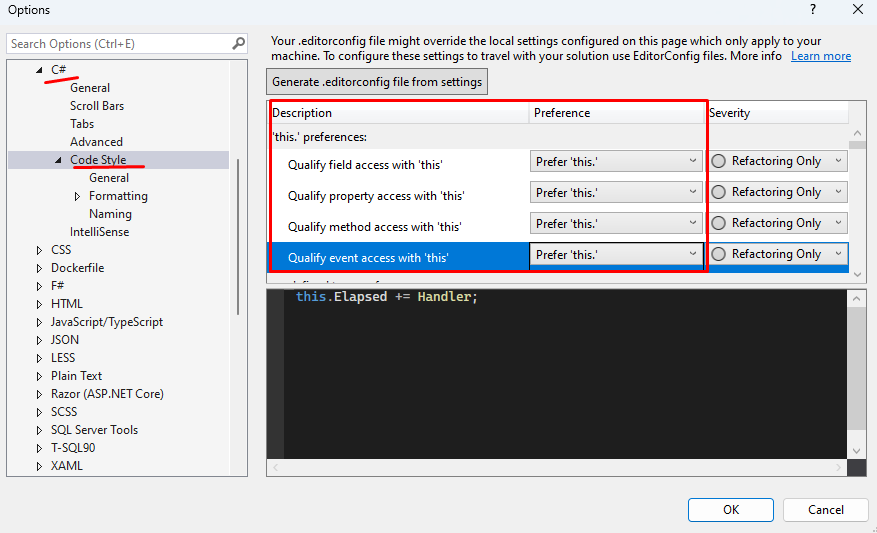 Options
?
Search Options (Ctrl+E)
C#
General
Scroll Bars
Tabs
Advanced
Code Style
General
Formatting
Naming
IntelliSense
CSS
Dockerfile
F#
HTML
JavaScript/TypeScript
JSON
LESS
Plain Text
Razor (ASP.NET Core)
SCSS
SQL Server Tools
T-SQL90
XAML
Your .editorconfig file might override the local settings configured on this page which only apply to your
machine. To configure these settings to travel with your solution use EditorConfig files. More info Learn more
Generate .editorconfig file from settings
Description Preference Severity
'this.' preferences:
Qualify field access with 'this' Prefer 'this.' Refactoring Only
Qualify property access with 'this' Prefer 'this.' Refactoring Only
Qualify method access with 'this' Prefer 'this.' Refactoring Only
Qualify event access with 'this' Prefer 'this.' Refactoring Only
this.Elapsed += Handler;
OK Cancel